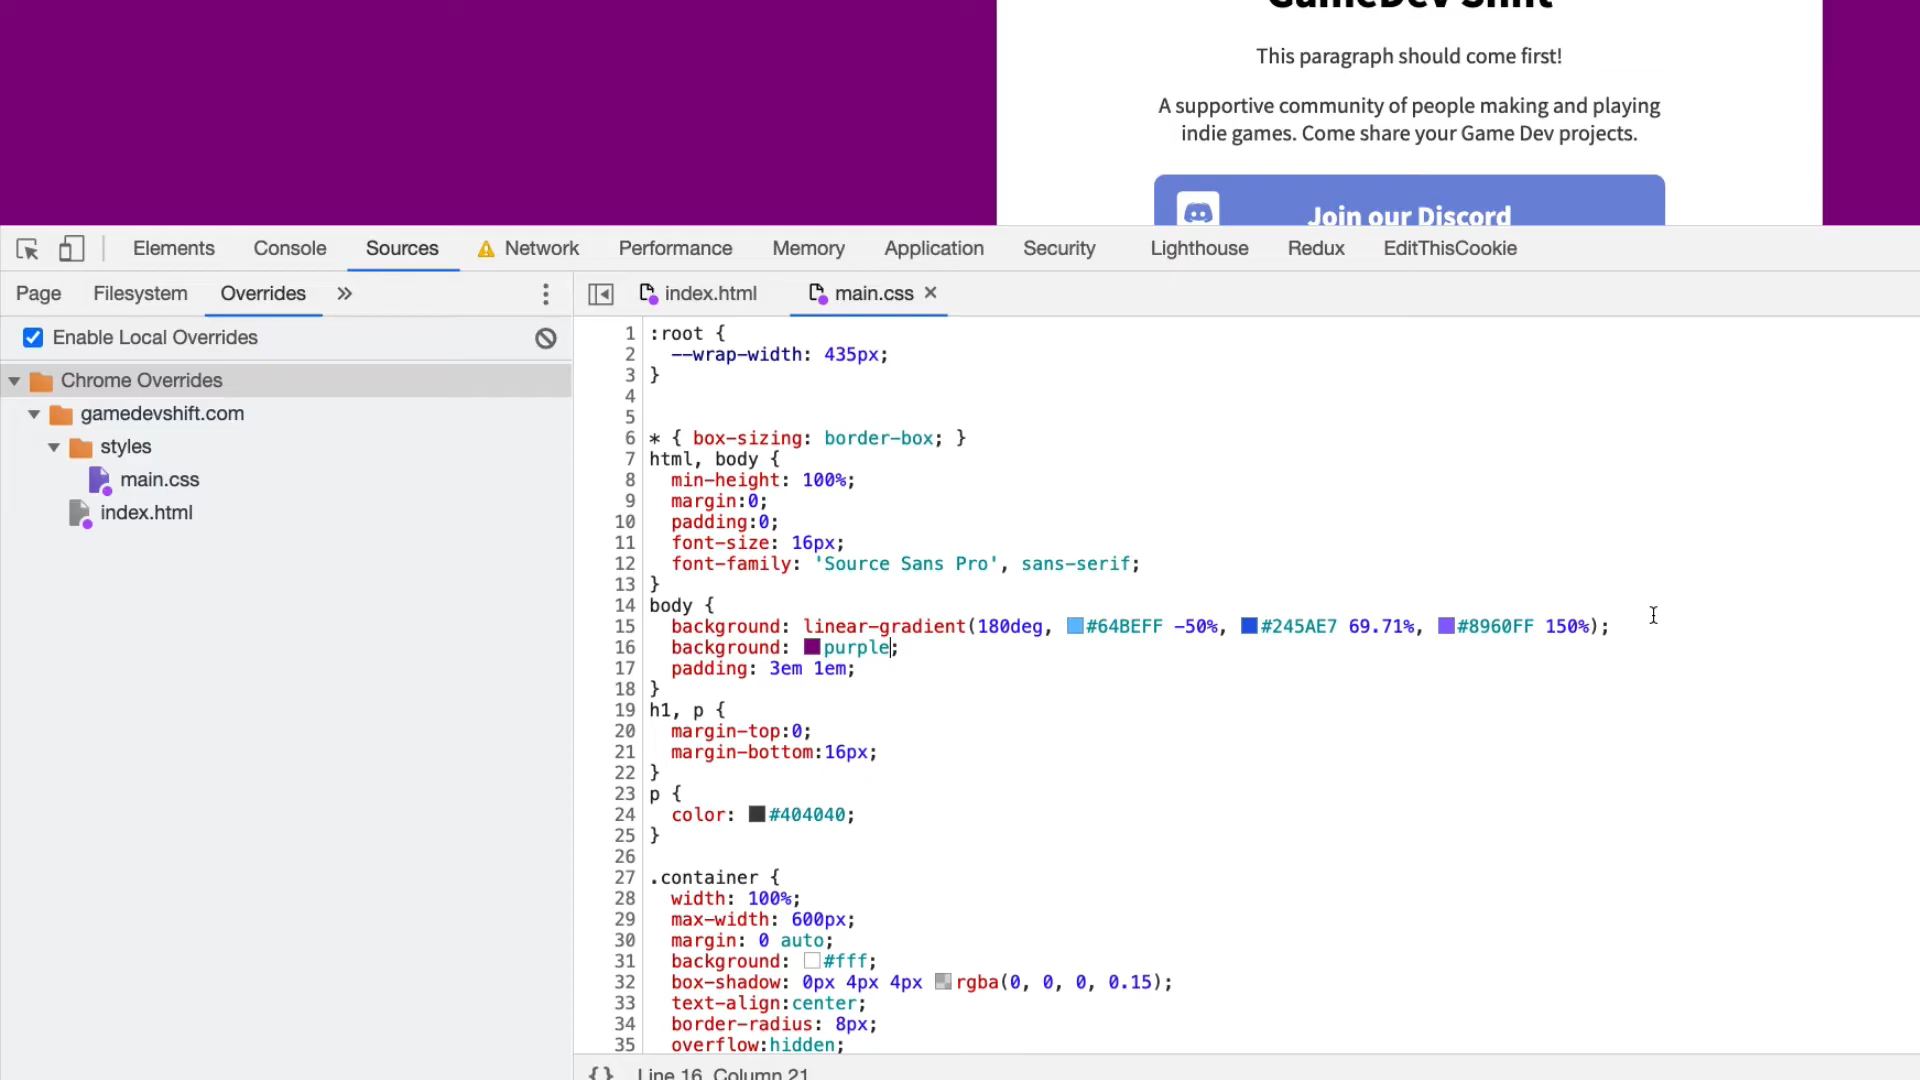 GameDev Shift
This paragraph should come first!
A supportive community of people making and playing
indie games. Come share your Game Dev projects.
Join our Discord
Elements Console Sources Network Performance Memory Application Security Lighthouse Redux EditThisCookie
Page Filesystem Overrides »
index.html main.css ×
Enable Local Overrides
Chrome Overrides
gamedevshift.com
styles
main.css
index.html
1 :root {
2 --wrap-width: 435px;
3 }
4
5
6 * { box-sizing: border-box; }
7 html, body {
8 min-height: 100%;
9 margin:0;
10 padding:0;
11 font-size: 16px;
12 font-family: 'Source Sans Pro', sans-serif;
13 }
14 body {
15 background: linear-gradient(180deg, #64BEFF -50%, #245AE7 69.71%, #8960FF 150%);
16 background: purple;
17 padding: 3em 1em;
18 }
19 h1, p {
20 margin-top:0;
21 margin-bottom:16px;
22 }
23 p {
24 color: #404040;
25 }
26
27 .container {
28 width: 100%;
29 max-width: 600px;
30 margin: 0 auto;
31 background: #fff;
32 box-shadow: 0px 4px 4px rgba(0, 0, 0, 0.15);
33 text-align:center;
34 border-radius: 8px;
35 overflow:hidden;
{} Line 16, Column 21